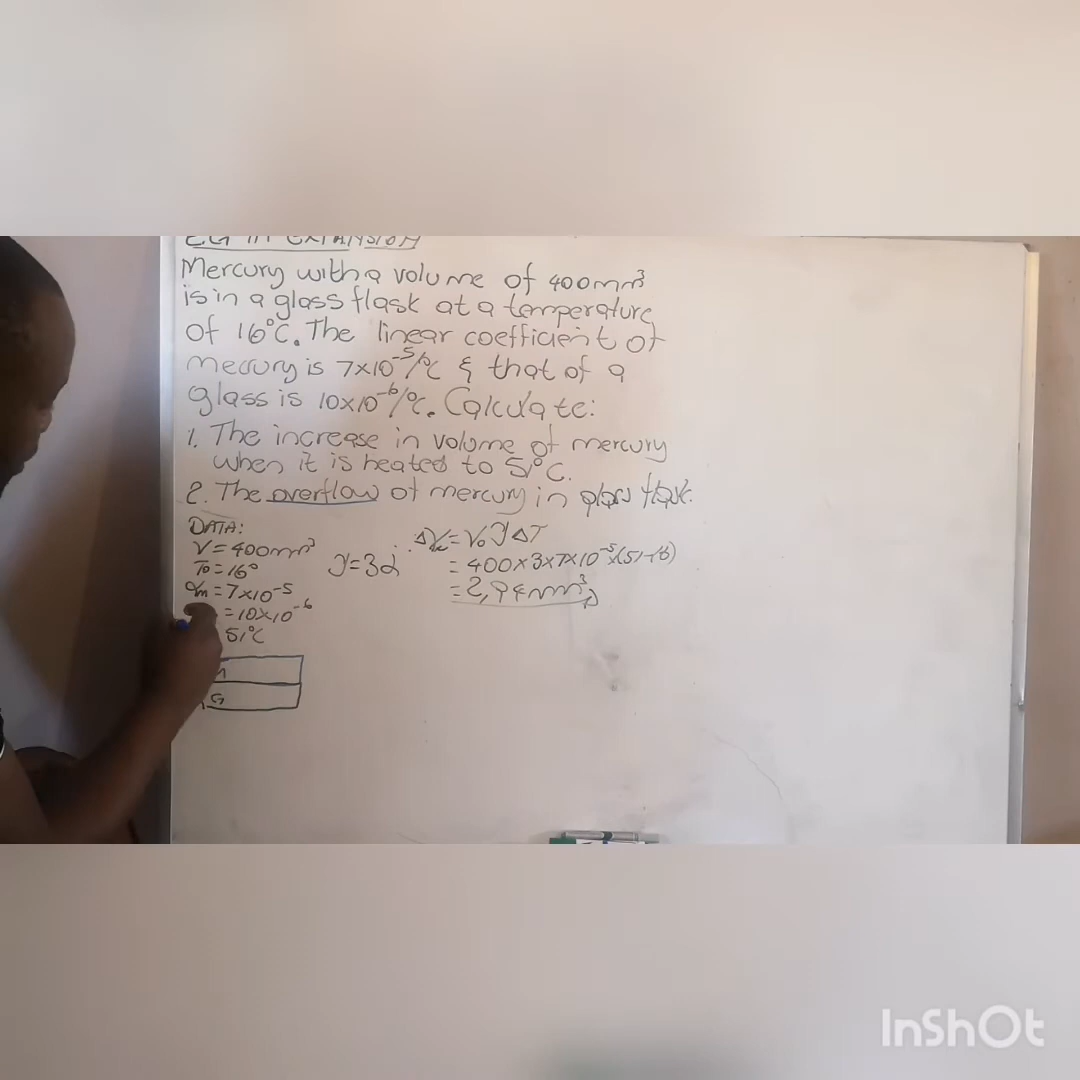 EXPANSION
Mercury with a volume of 400mm³
is in a glass flask at a temperature
of 16°C. The linear coefficient of
mercury is 7×10⁻⁵/°C & that of a
glass is 10×10⁻⁶/°C. Calculate:
1. The increase in volume of mercury
when it is heated to 51°C.
2. The overflow of mercury in glass flask.
DATA:
V=400mm³
To=16°
αm=7×10⁻⁵
=10×10⁻⁶
51°C
γ=3α
∴ =V₀γΔT
=400×3×7×10⁻⁵×(51-16)
=2,94mm³
G
InShOt